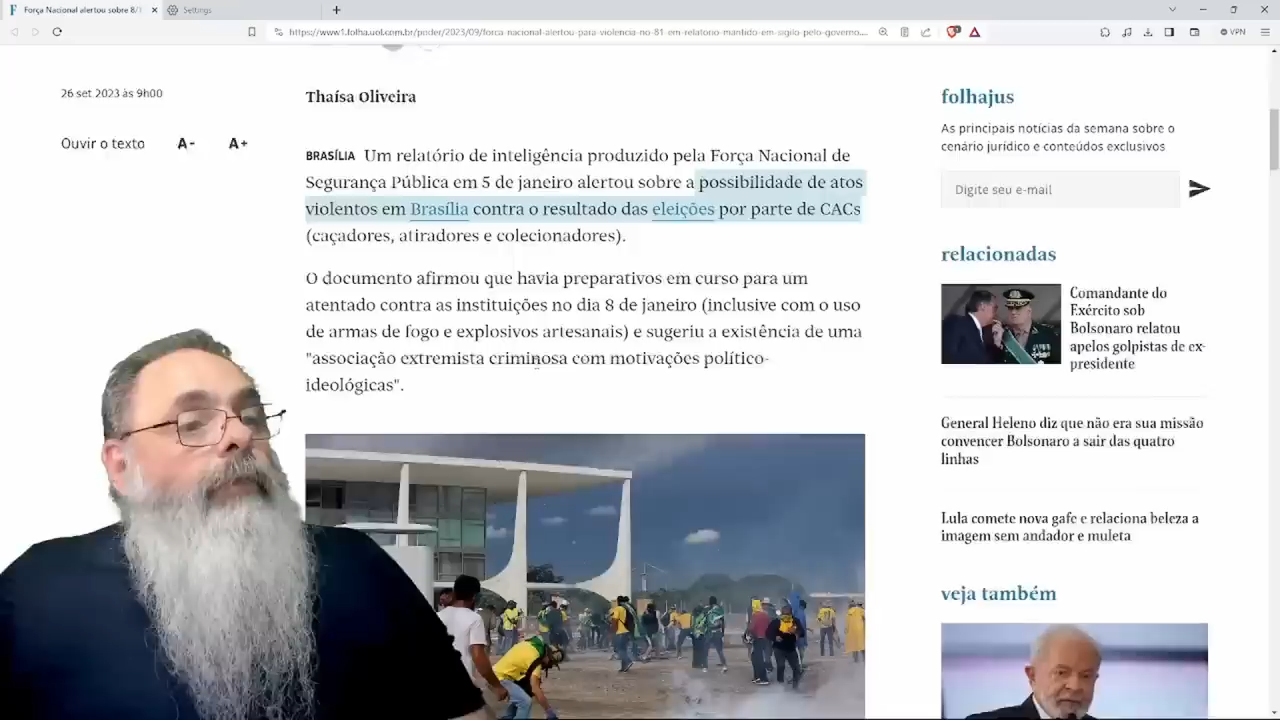 Força Nacional alertou sobre 8/1
Settings
https://www1.folha.uol.com.br/poder/2023/09/forca-nacional-alertou-para-violencia-no-81-em-relatorio-mantido-em-sigilo-pelo-governo...
VPN
26 set 2023 às 9h00
Ouvir o texto A- A+
Thaísa Oliveira
BRASÍLIA Um relatório de inteligência produzido pela Força Nacional de
Segurança Pública em 5 de janeiro alertou sobre a possibilidade de atos
violentos em Brasília contra o resultado das eleições por parte de CACs
(caçadores, atiradores e colecionadores).
O documento afirmou que havia preparativos em curso para um
atentado contra as instituições no dia 8 de janeiro (inclusive com o uso
de armas de fogo e explosivos artesanais) e sugeriu a existência de uma
"associação extremista criminosa com motivações político-
ideológicas".
folhajus
As principais notícias da semana sobre o
cenário jurídico e conteúdos exclusivos
Digite seu e-mail
relacionadas
Comandante do
Exército sob
Bolsonaro relatou
apelos golpistas de ex-
presidente
General Heleno diz que não era sua missão
convencer Bolsonaro a sair das quatro
linhas
Lula comete nova gafe e relaciona beleza a
imagem sem andador e muleta
veja também